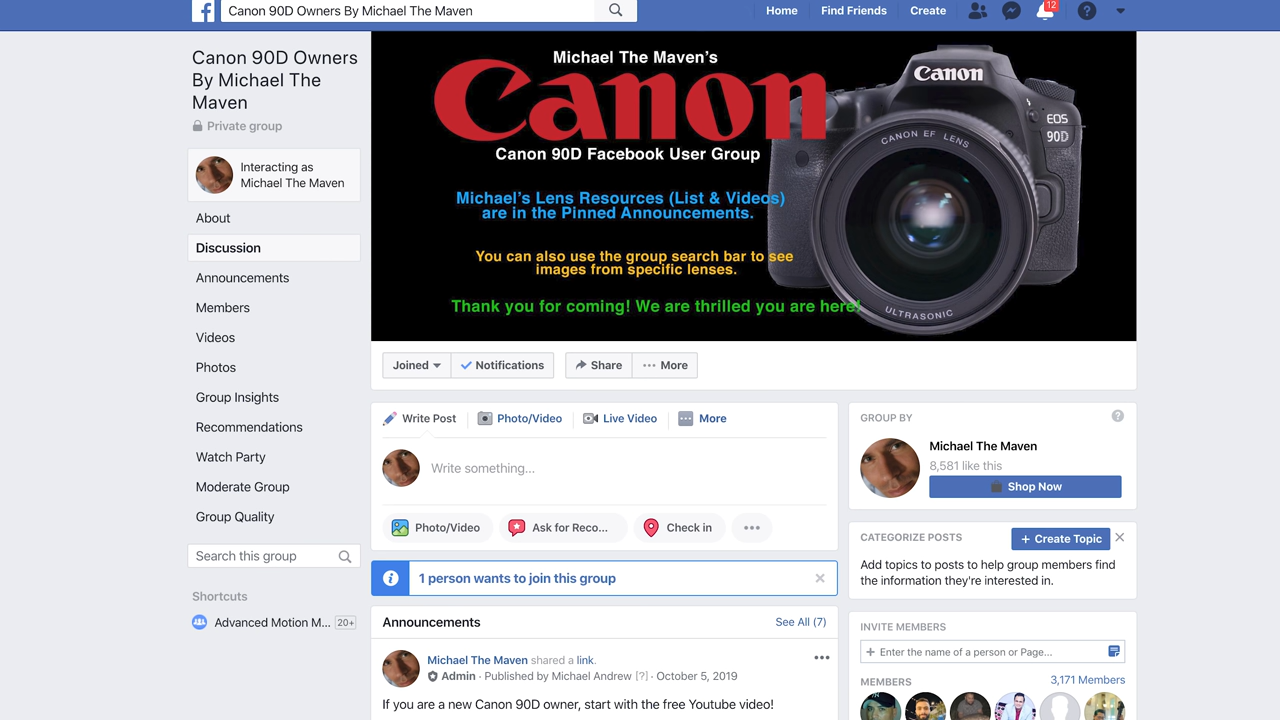 Canon 90D Owners By Michael The Maven
Home
Find Friends
Create
12
Canon 90D Owners
By Michael The
Maven
Private group
Interacting as
Michael The Maven
About
Discussion
Announcements
Members
Videos
Photos
Group Insights
Recommendations
Watch Party
Moderate Group
Group Quality
Search this group
Shortcuts
Advanced Motion M... 20+
Michael The Maven's
Canon
Canon 90D Facebook User Group
Michael's Lens Resources (List & Videos)
are in the Pinned Announcements.
You can also use the group search bar to see
images from specific lenses.
Thank you for coming! We are thrilled you are here!
Canon
EOS
90D
CANON EF LENS
ULTRASONIC
Joined
Notifications
Share
More
Write Post
Photo/Video
Live Video
More
Write something...
Photo/Video
Ask for Reco...
Check in
1 person wants to join this group
Announcements
See All (7)
Michael The Maven shared a link.
Admin · Published by Michael Andrew [?] · October 5, 2019
If you are a new Canon 90D owner, start with the free Youtube video!
GROUP BY
Michael The Maven
8,581 like this
Shop Now
CATEGORIZE POSTS
+ Create Topic
Add topics to posts to help group members find
the information they're interested in.
INVITE MEMBERS
+ Enter the name of a person or Page...
MEMBERS
3,171 Members